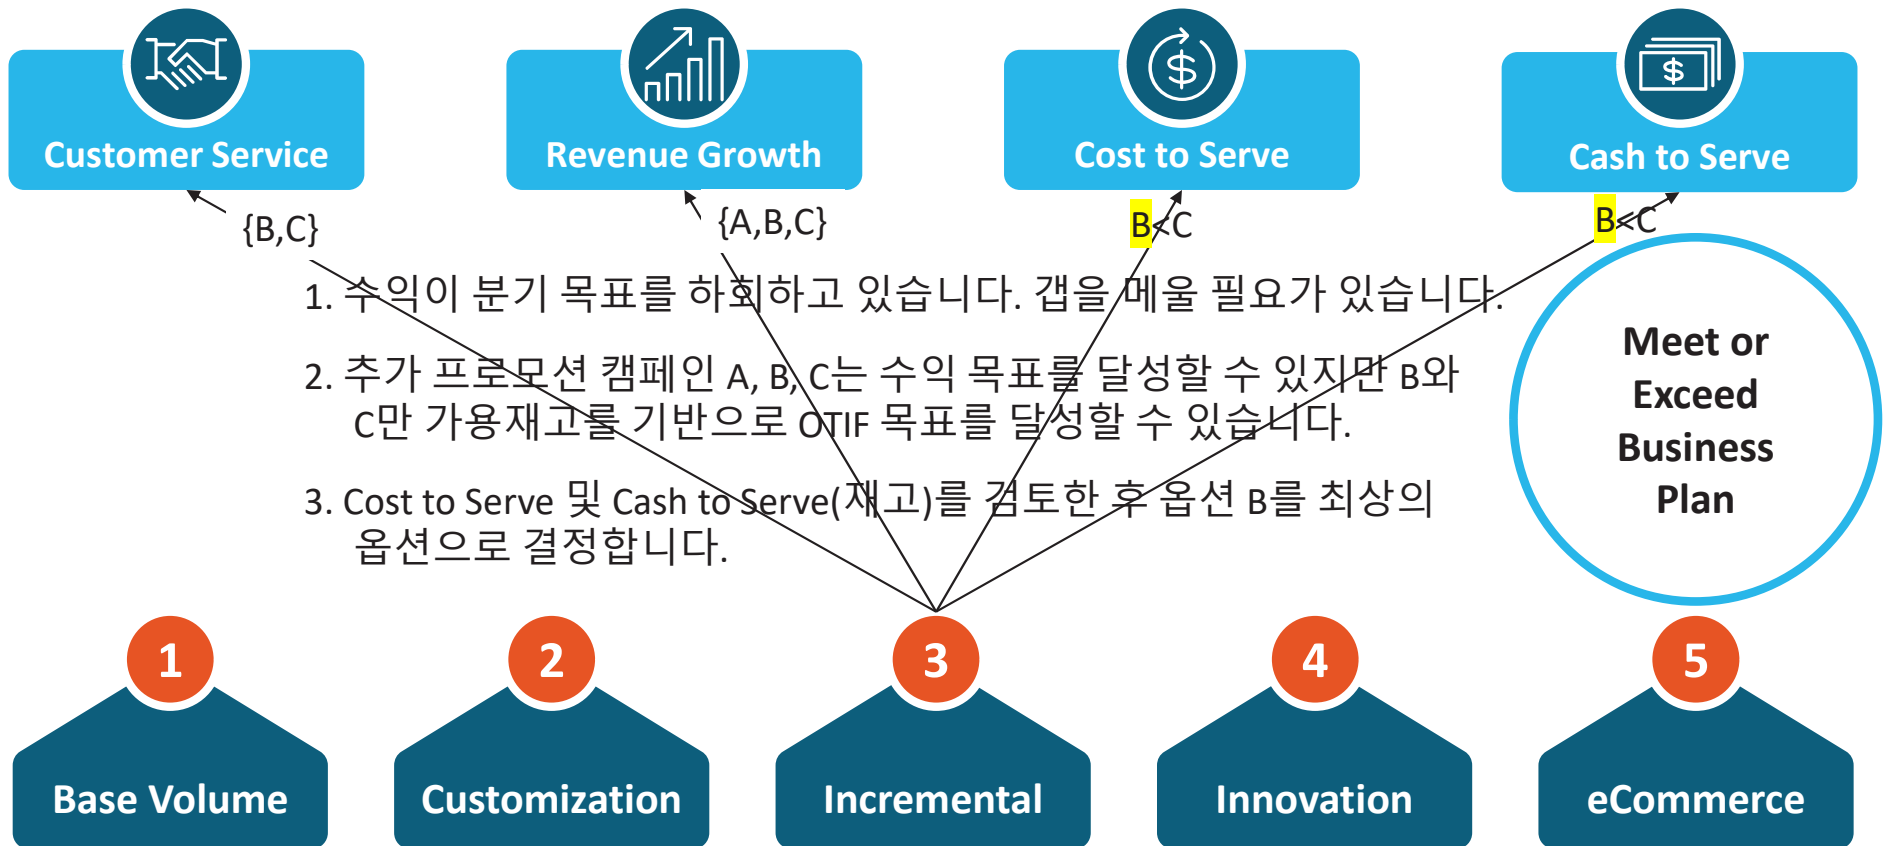 Customer Service
Revenue Growth
Cost to Serve
Cash to Serve
{B,C}
{A,B,C}
B<C
B<C
1. 수익이 분기 목표를 하회하고 있습니다. 갭을 메울 필요가 있습니다.
2. 추가 프로모션 캠페인 A, B, C는 수익 목표를 달성할 수 있지만 B와
C만 가용재고를 기반으로 OTIF 목표를 달성할 수 있습니다.
3. Cost to Serve 및 Cash to Serve(재고)를 검토한 후 옵션 B를 최상의
옵션으로 결정합니다.
Meet or
Exceed
Business
Plan
1
2
3
4
5
Base Volume
Customization
Incremental
Innovation
eCommerce